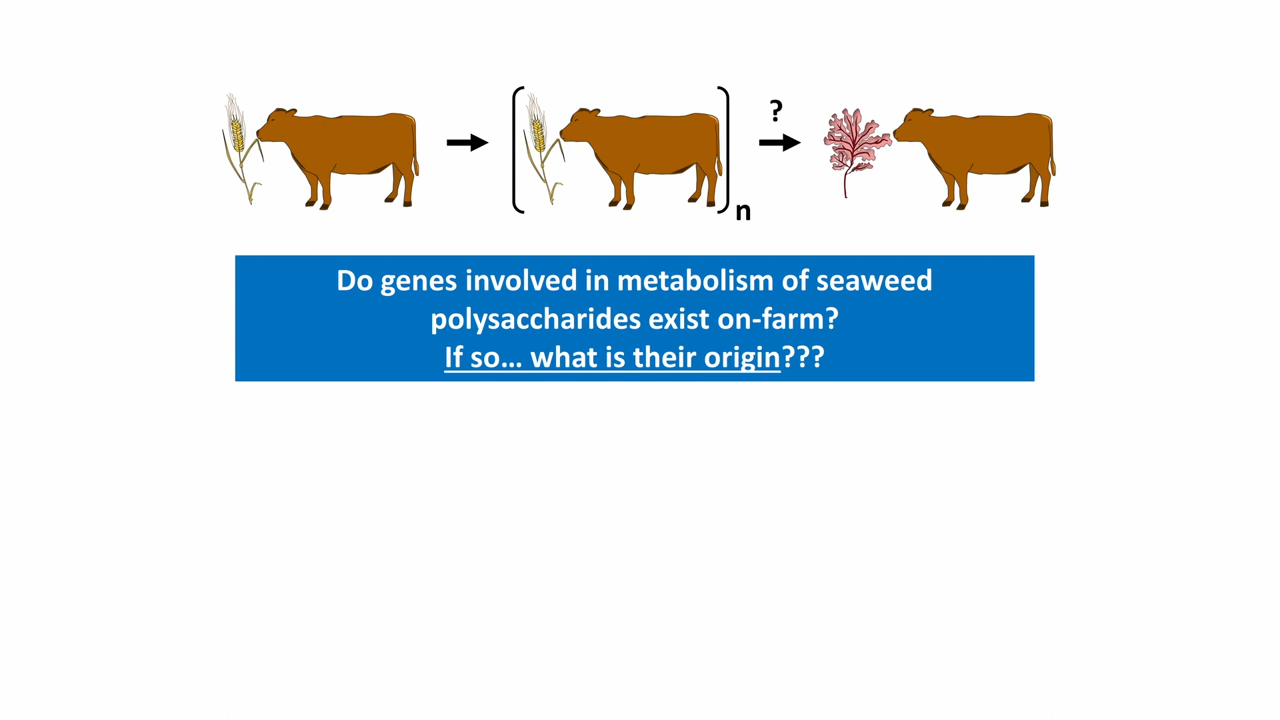 ?
n
Do genes involved in metabolism of seaweed
polysaccharides exist on-farm?
If so... what is their origin???